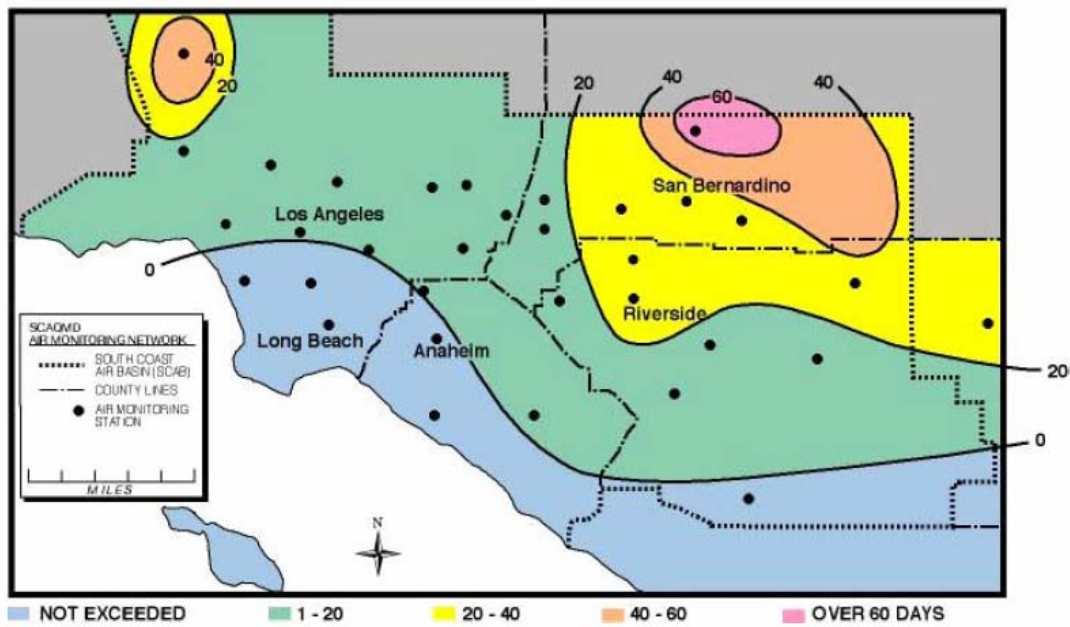 40
20
20
40
60
40
San Bernardino
Los Angeles
0
Riverside
Long Beach
Anaheim
SCAQMD
AIR MONITORING NETWORK
SOUTH COAST
AIR BASIN (SCAB)
COUNTY LINES
AIR MONITORING
STATION
MILES
20
0
N
NOT EXCEEDED
1 - 20
20 - 40
40 - 60
OVER 60 DAYS